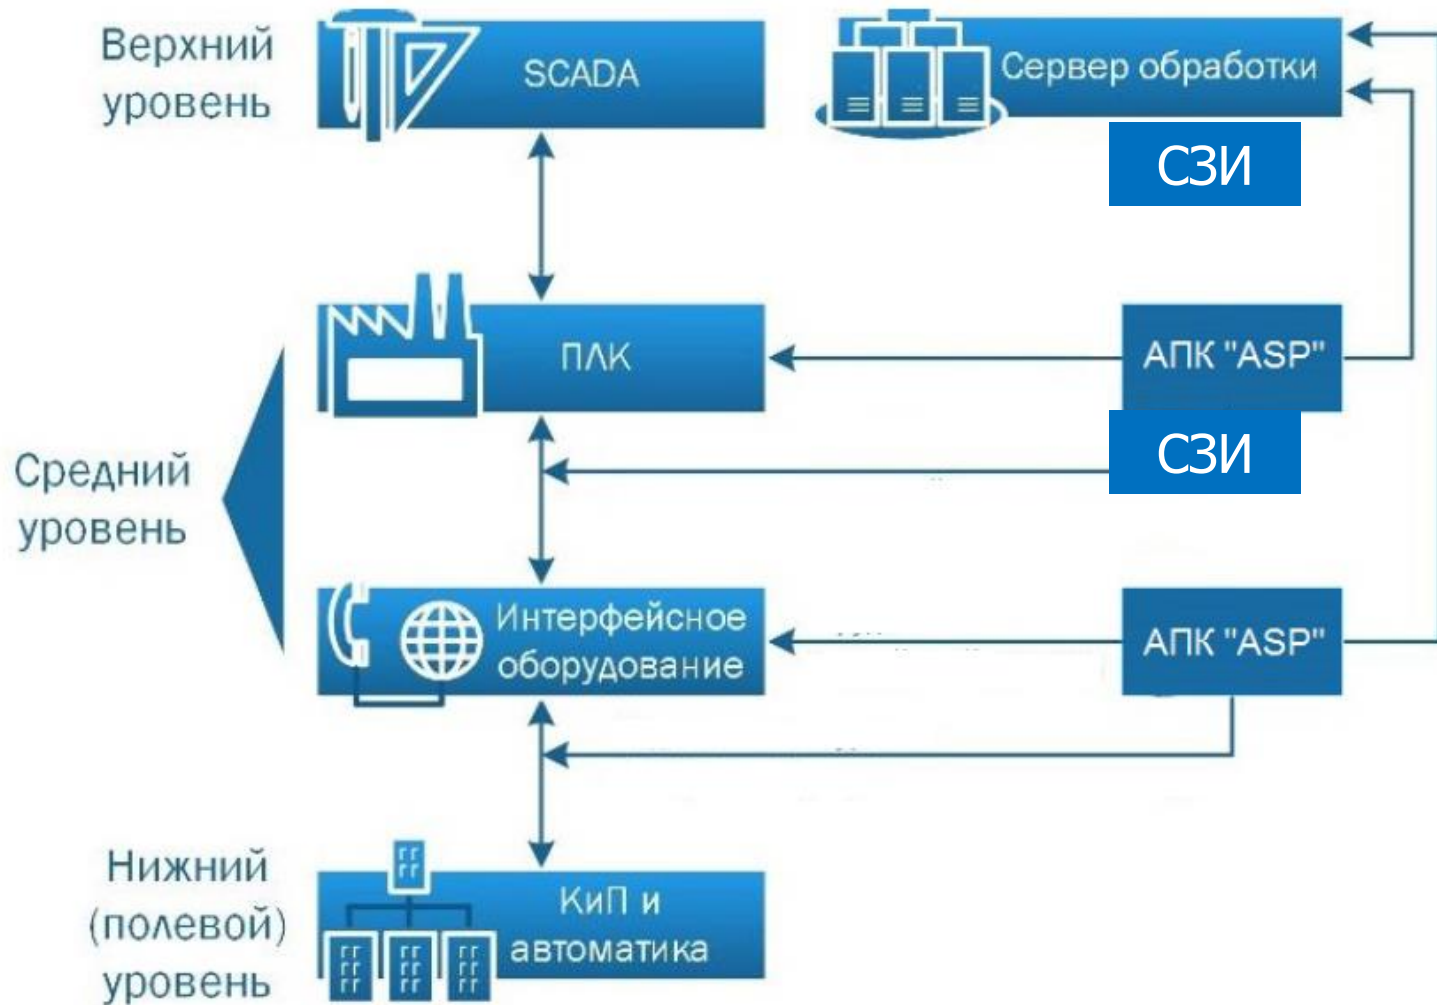 Верхний
уровень
SCADA
Сервер обработки
СЗИ
ПЛК
АПК "ASP"
СЗИ
Средний
уровень
Интерфейсное
оборудование
АПК "ASP"
Нижний
(полевой)
уровень
КиП и
автоматика